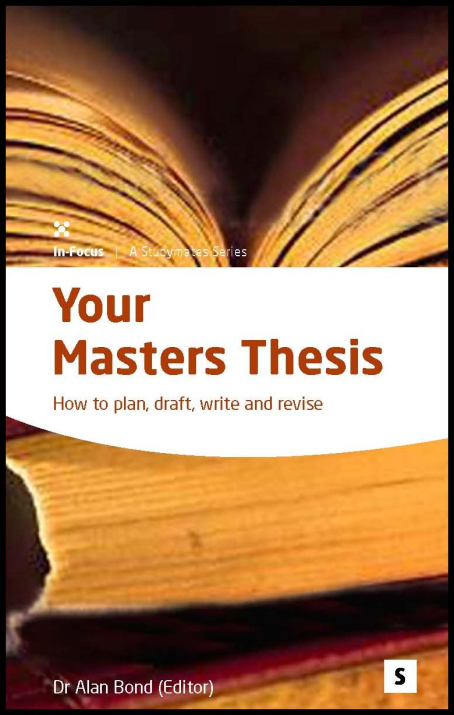 In-Focus | A Studymates Series
Your
Masters Thesis
How to plan, draft, write and revise
Dr Alan Bond (Editor)
S